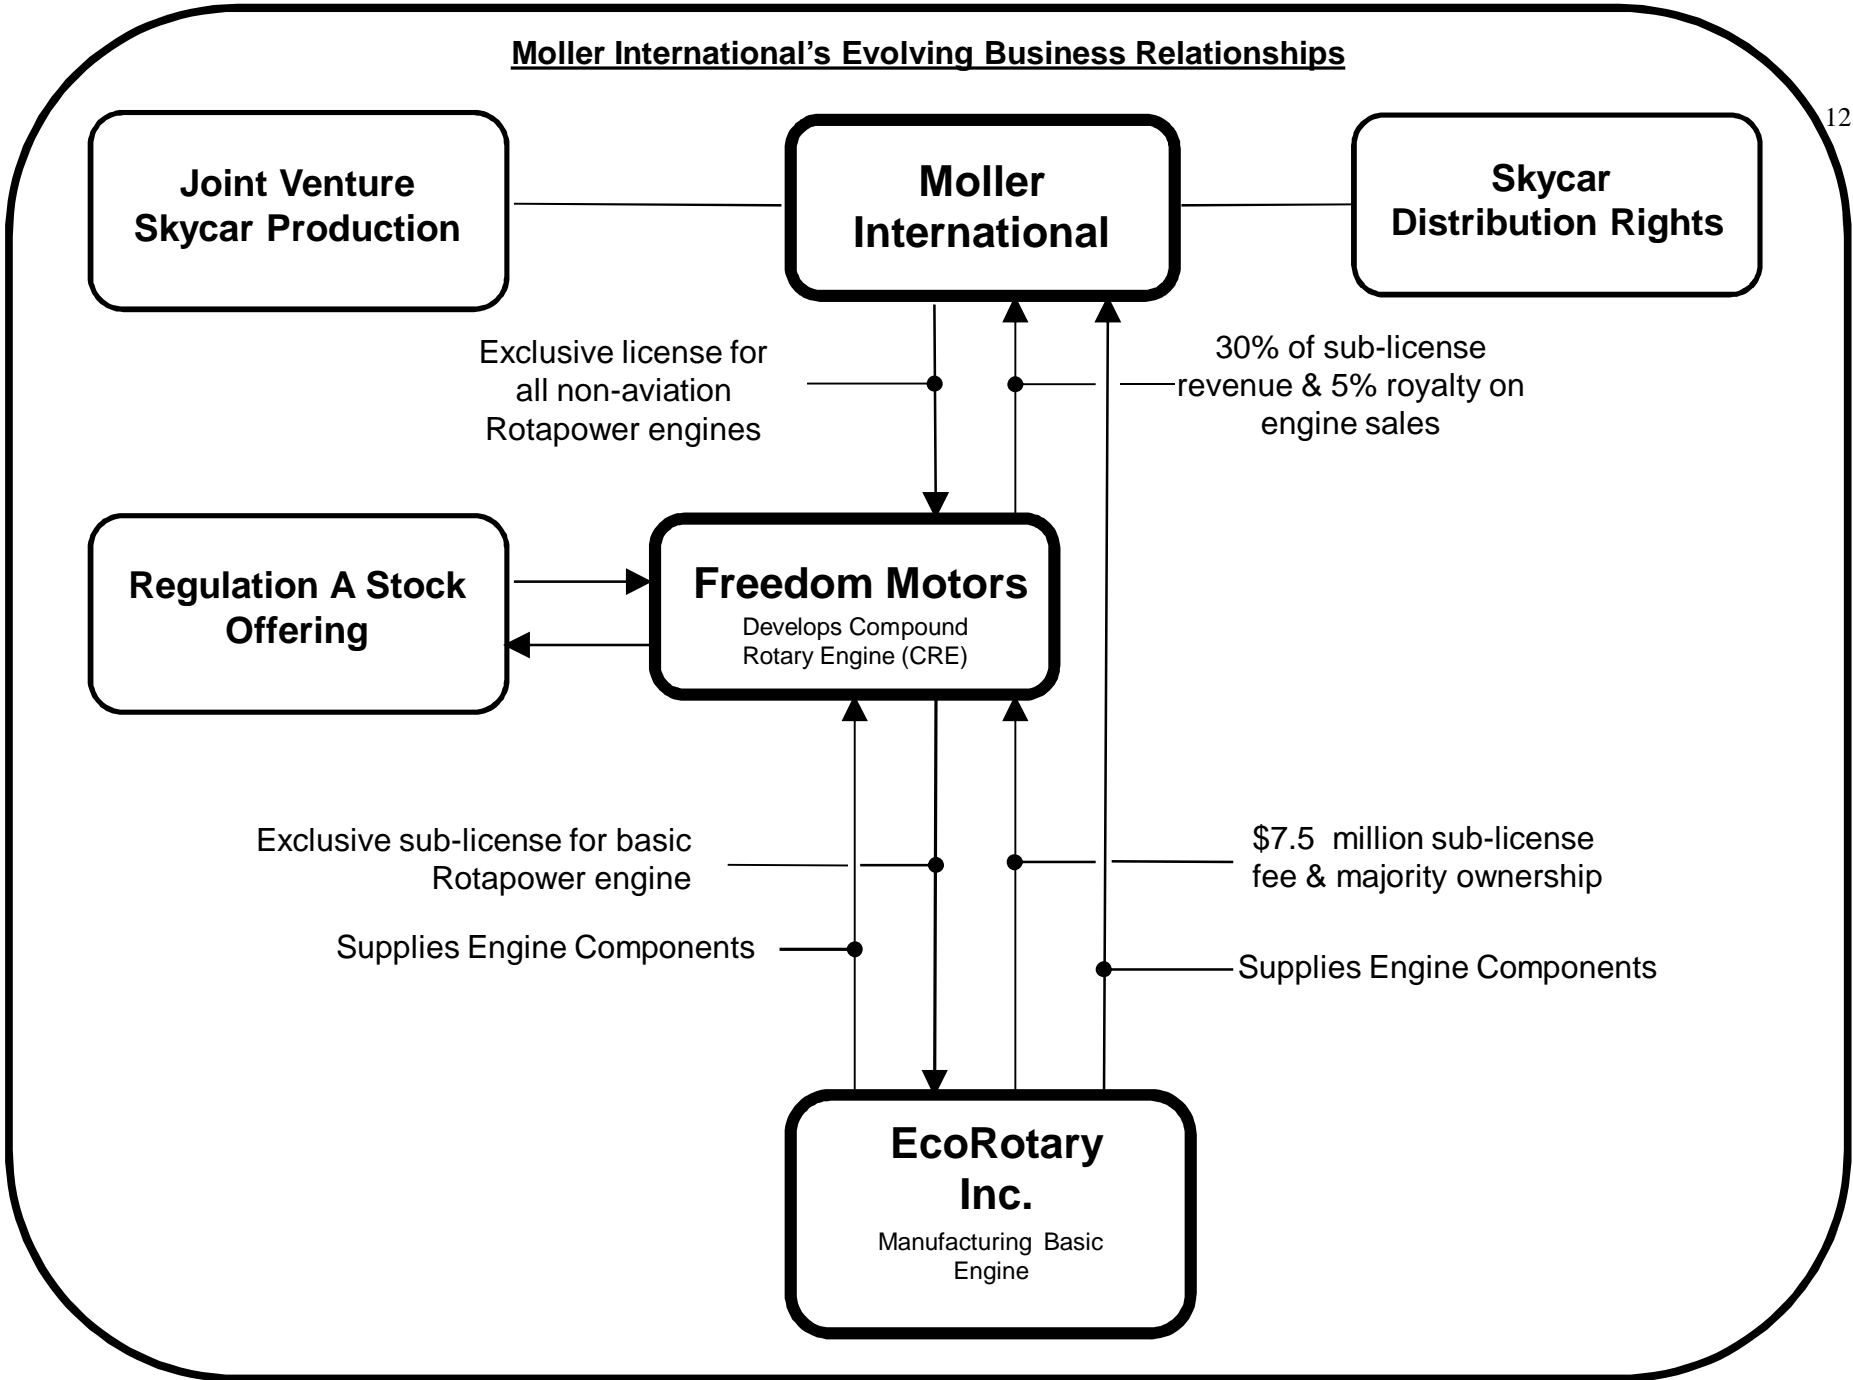 Moller International's Evolving Business Relationships
12
Joint Venture
Skycar Production
Moller
International
Skycar
Distribution Rights
Exclusive license for
all non-aviation
Rotapower engines
30% of sub-license
revenue & 5% royalty on
engine sales
Regulation A Stock
Offering
Freedom Motors
Develops Compound
Rotary Engine (CRE)
Exclusive sub-license for basic
Rotapower engine
$7.5 million sub-license
fee & majority ownership
Supplies Engine Components
Supplies Engine Components
EcoRotary
Inc.
Manufacturing Basic
Engine